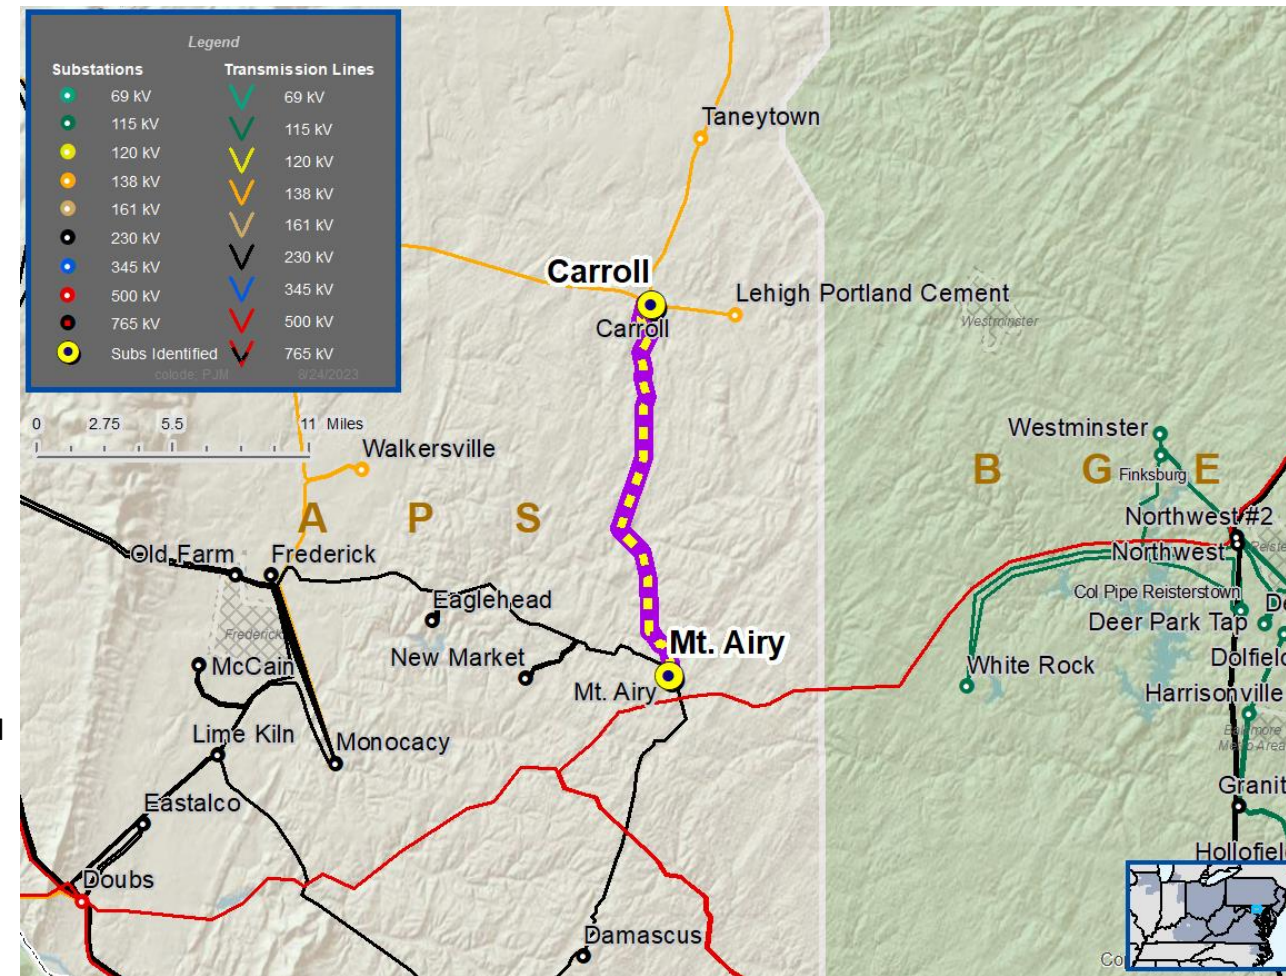 Legend
Substations
Transmission Lines
69 kV
69 kV
115 kV
115 kV
120 kV
120 kV
138 kV
138 kV
161 kV
161 kV
230 kV
230 kV
345 kV
345 kV
500 kV
500 kV
765 kV
765 kV
Subs Identified
colode, PJM
8/24/2023
0
2.75
5.5
11 Miles
Taneytown
Carroll
Carroll
Lehigh Portland Cement
Westminster
Walkersville
Westminster
A P S
B G E
Finksburg
Northwest #2
Old Farm
Frederick
Northwest
Col Pipe Reisterstown
Eaglehead
Deer Park Tap
Frederick
Mt. Airy
McCain
New Market
Mt. Airy
White Rock
Dolfield
Harrisonville
Lime Kiln
Monocacy
Granit
Eastalco
Hollofiel
Doubs
Damascus
Co